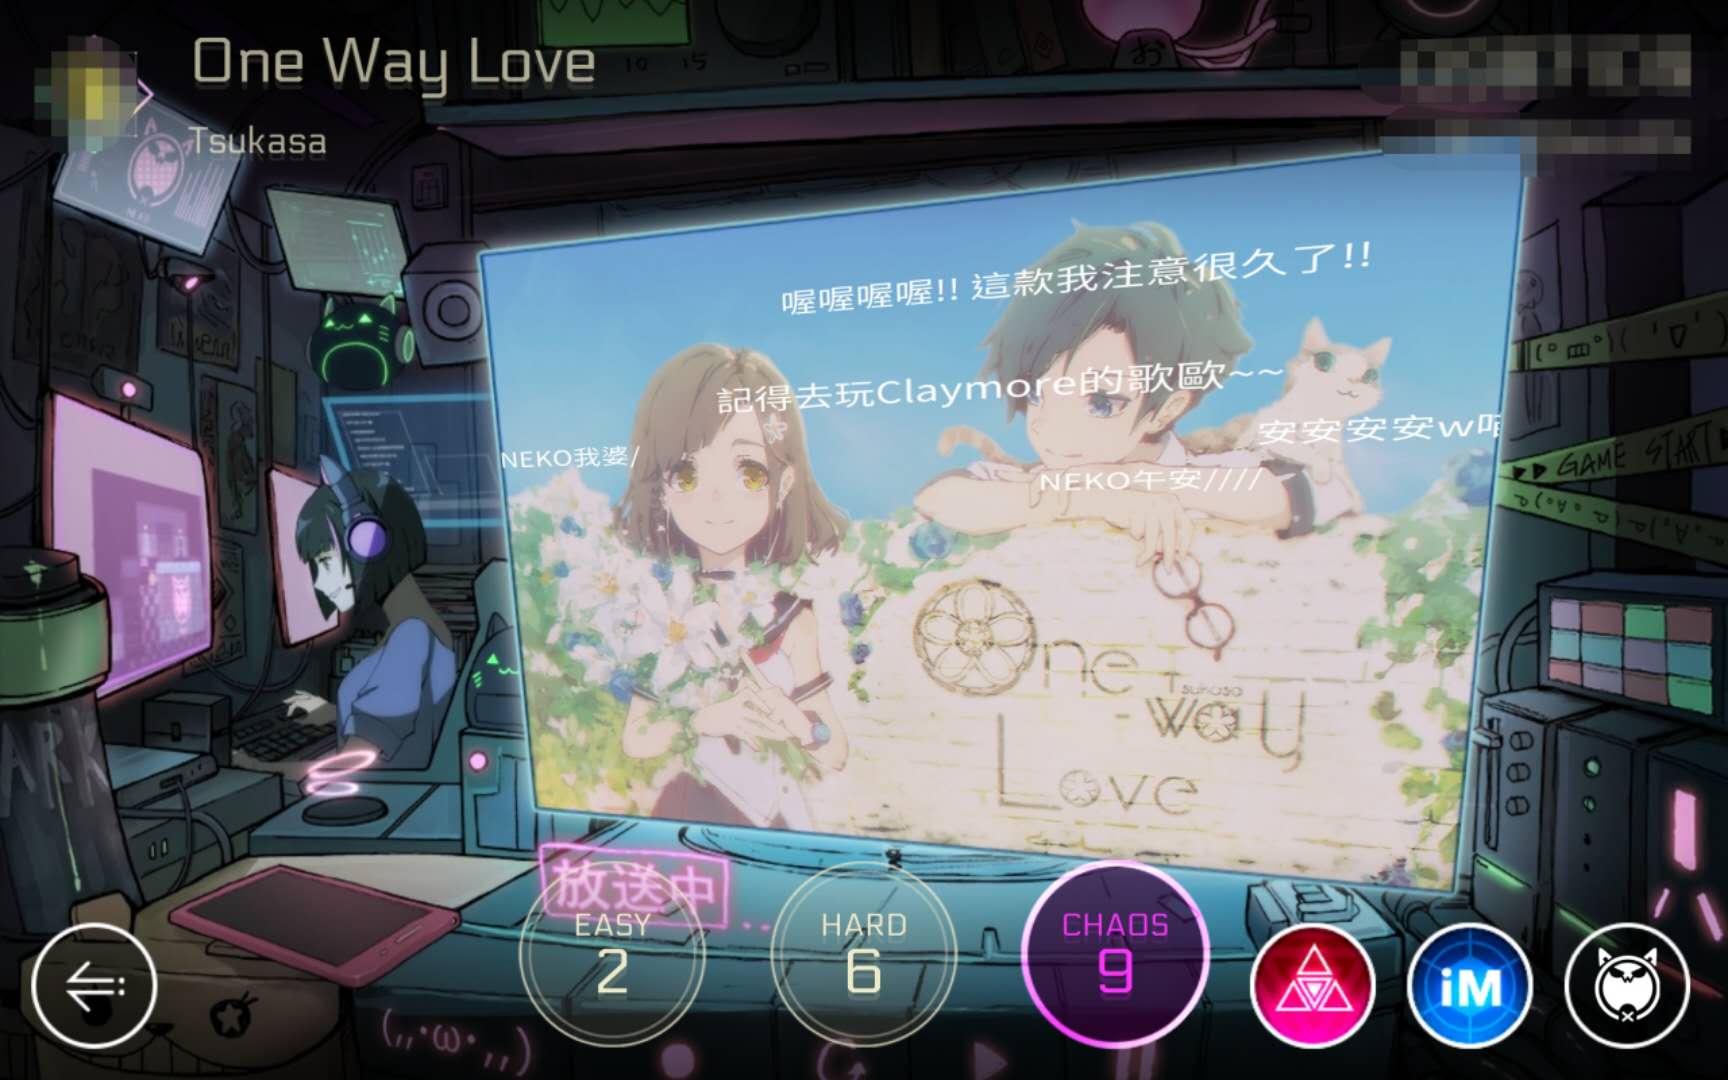 One Way Love
Tsukasa
喔喔喔喔!! 這款我注意很久了!!
記得去玩Claymore的歌歐~~
安安安安w
NEKO我婆/
NEKO午安////
GAME START
One
Tsukasa
way
Love
放送中...
EASY
2
HARD
6
CHAOS
9
iM
(,,·ω·,,)